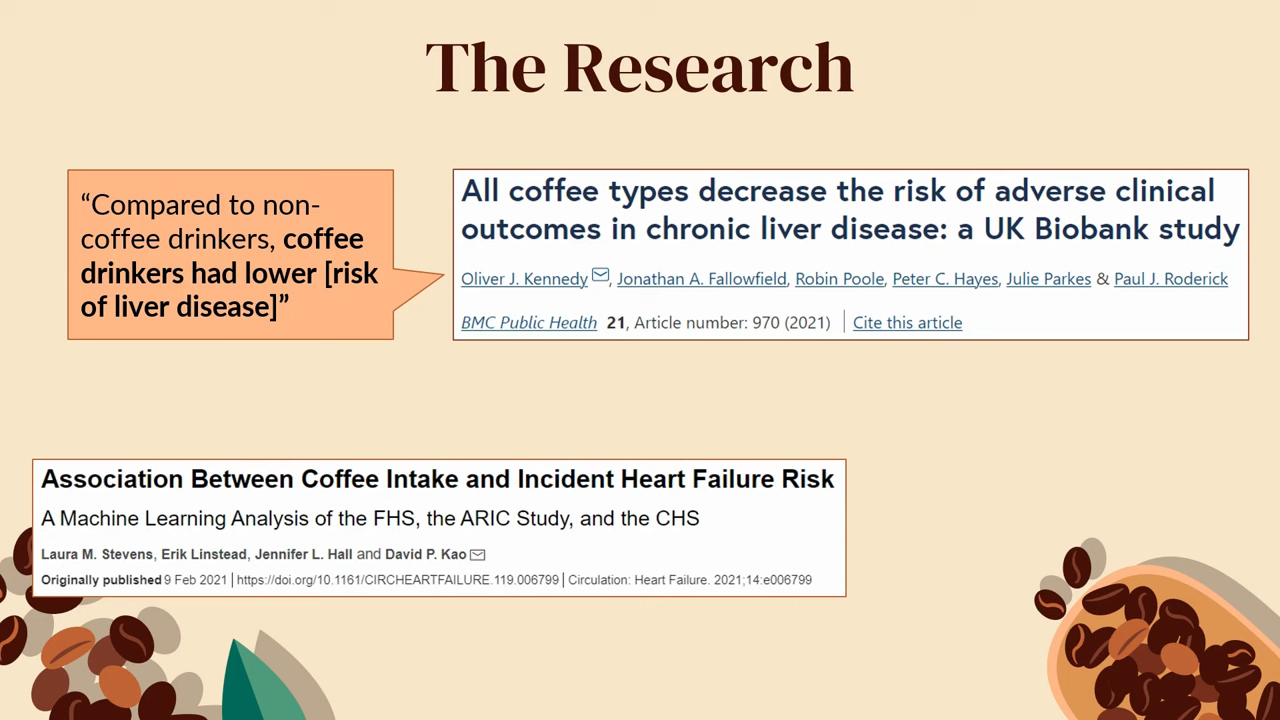 The Research
“Compared to non-
coffee drinkers, coffee
drinkers had lower [risk
of liver disease]”
All coffee types decrease the risk of adverse clinical
outcomes in chronic liver disease: a UK Biobank study
Oliver J. Kennedy, Jonathan A. Fallowfield, Robin Poole, Peter C. Hayes, Julie Parkes & Paul J. Roderick
BMC Public Health 21, Article number: 970 (2021) | Cite this article
Association Between Coffee Intake and Incident Heart Failure Risk
A Machine Learning Analysis of the FHS, the ARIC Study, and the CHS
Laura M. Stevens, Erik Linstead, Jennifer L. Hall and David P. Kao
Originally published 9 Feb 2021 | https://doi.org/10.1161/CIRCHEARTFAILURE.119.006799 | Circulation: Heart Failure. 2021;14:e006799